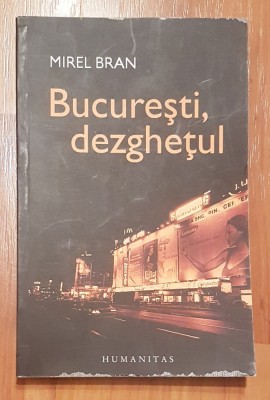 MIREL BRAN
Bucureşti,
dezgheţul
HUMANITAS